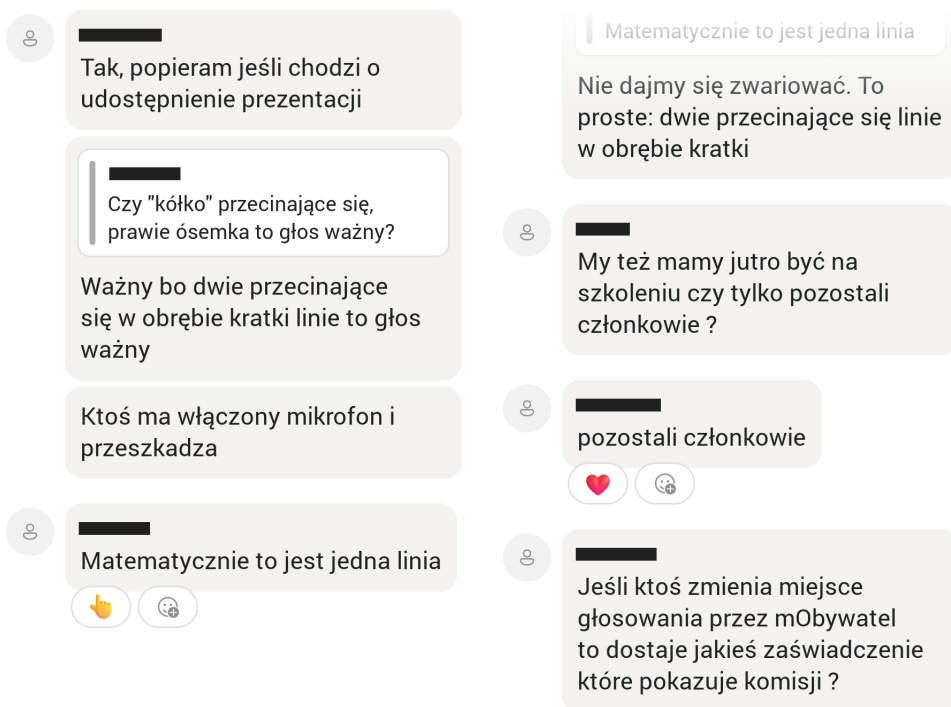 Tak, popieram jeśli chodzi o
udostępnienie prezentacji
Czy "kółko" przecinające się,
prawie ósemka to głos ważny?
Ważny bo dwie przecinające
się w obrębie kratki linie to głos
ważny
Ktoś ma włączony mikrofon i
przeszkadza
Matematycznie to jest jedna linia
Matematycznie to jest jedna linia
Nie dajmy się zwariować. To
proste: dwie przecinające się linie
w obrębie kratki
My też mamy jutro być na
szkoleniu czy tylko pozostali
członkowie ?
pozostali członkowie
Jeśli ktoś zmienia miejsce
głosowania przez mObywatel
to dostaje jakieś zaświadczenie
które pokazuje komisji ?